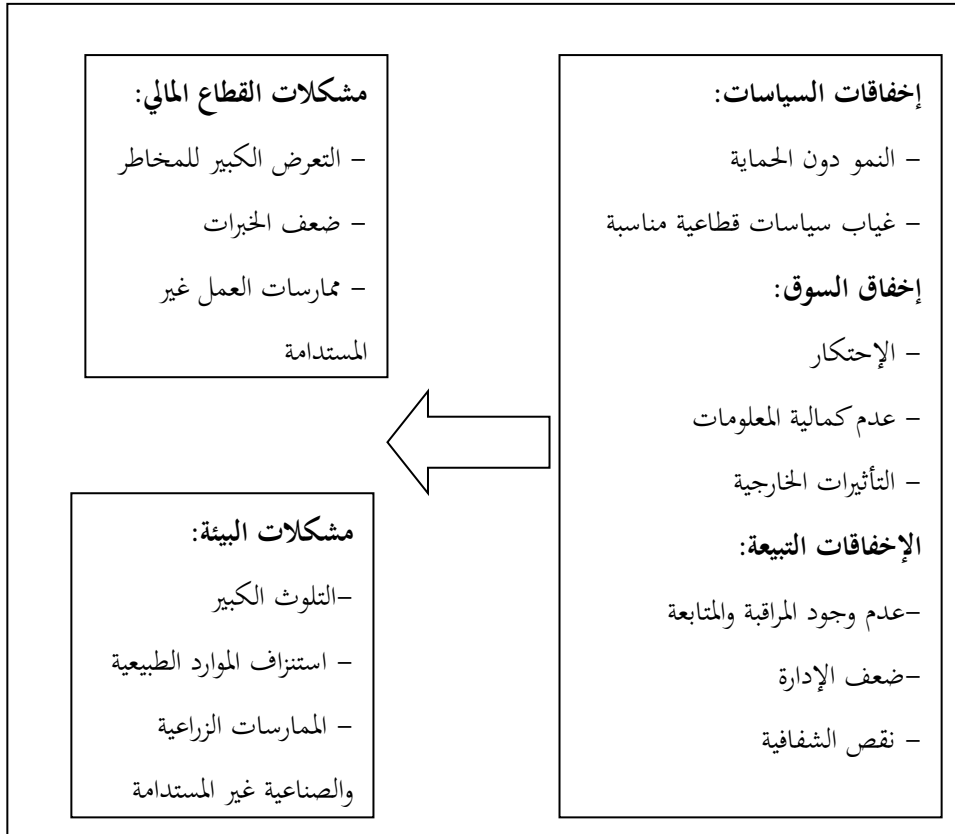 إخفاقات السياسات:
– النمو دون الحماية
– غياب سياسات قطاعية مناسبة
إخفاق السوق:
– الإحتكار
– عدم كمالية المعلومات
– التأثيرات الخارجية
الإخفاقات التبيعة:
–عدم وجود المراقبة والمتابعة
–ضعف الإدارة
– نقص الشفافية
مشكلات القطاع المالي:
– التعرض الكبير للمخاطر
– ضعف الخبرات
– ممارسات العمل غير
المستدامة
مشكلات البيئة:
–التلوث الكبير
– استنزاف الموارد الطبيعية
– الممارسات الزراعية
والصناعية غير المستدامة